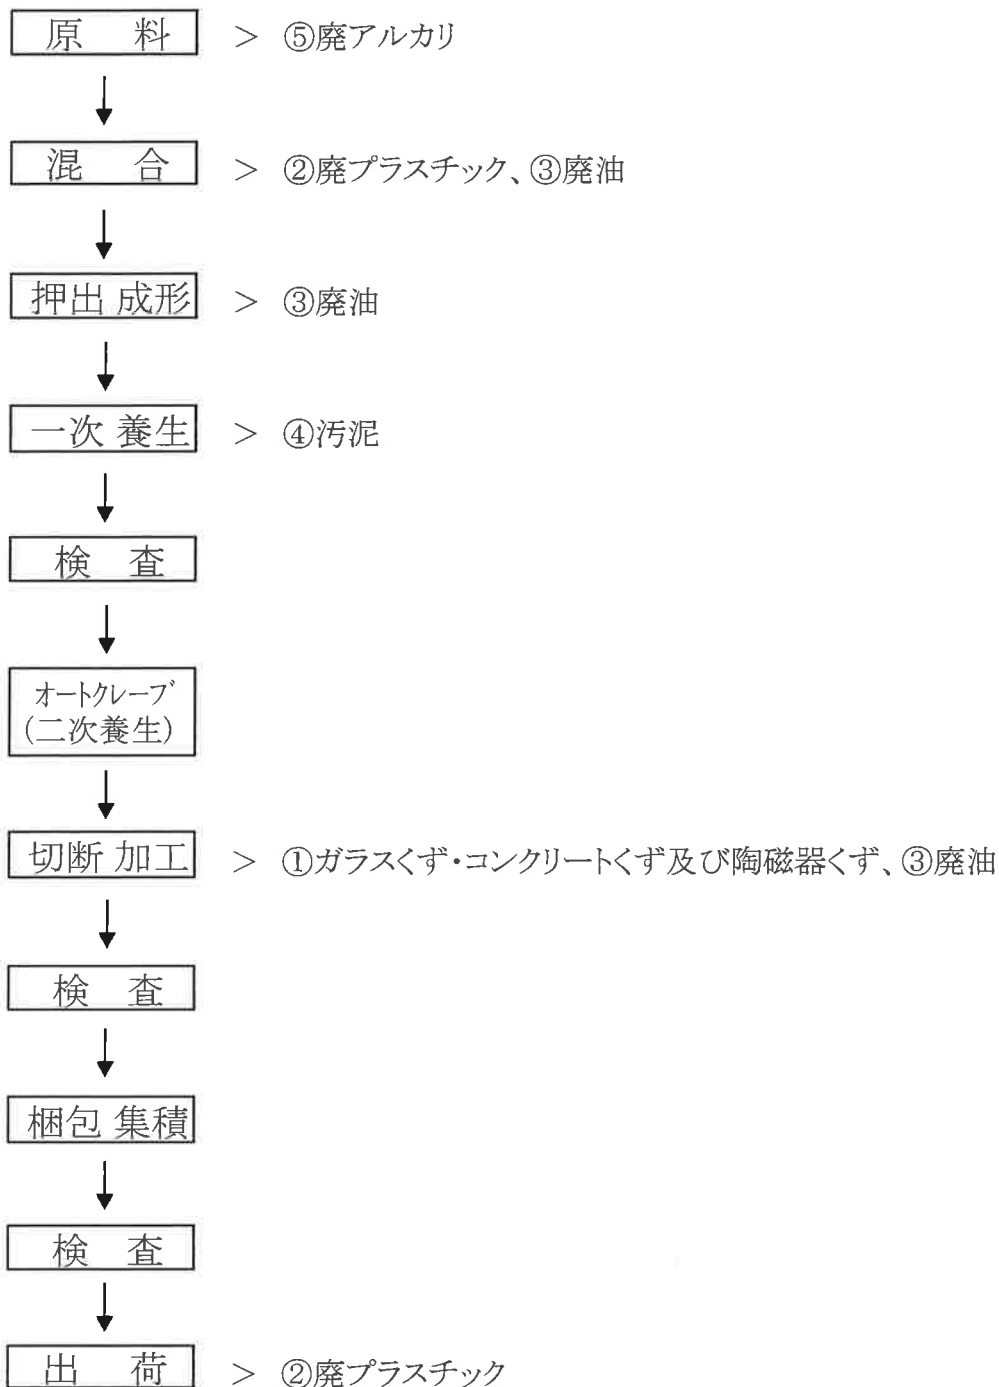 原　料 ＞ ⑤廃アルカリ
混　合 ＞ ②廃プラスチック、③廃油
押出 成形 ＞ ③廃油
一次 養生 ＞ ④汚泥
検　査
オートクレーブ
(二次養生)
切断 加工 ＞ ①ガラスくず・コンクリートくず及び陶磁器くず、③廃油
検　査
梱包 集積
検　査
出　荷 ＞ ②廃プラスチック